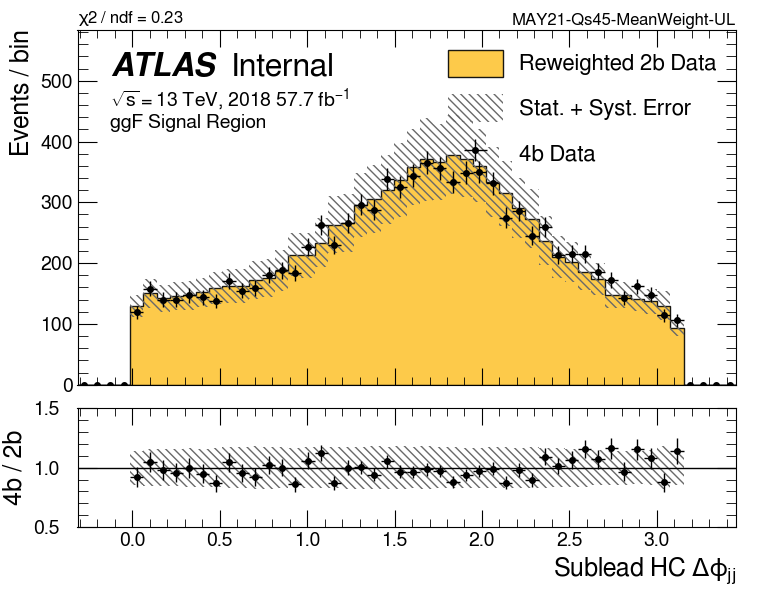 χ2 / ndf = 0.23
MAY21-Qs45-MeanWeight-UL
Events / bin
ATLAS Internal
√s = 13 TeV, 2018 57.7 fb⁻¹
ggF Signal Region
Reweighted 2b Data
Stat. + Syst. Error
4b Data
500
400
300
200
100
0
4b / 2b
1.5
1.0
0.5
0.0 0.5 1.0 1.5 2.0 2.5 3.0
Sublead HC Δϕjj